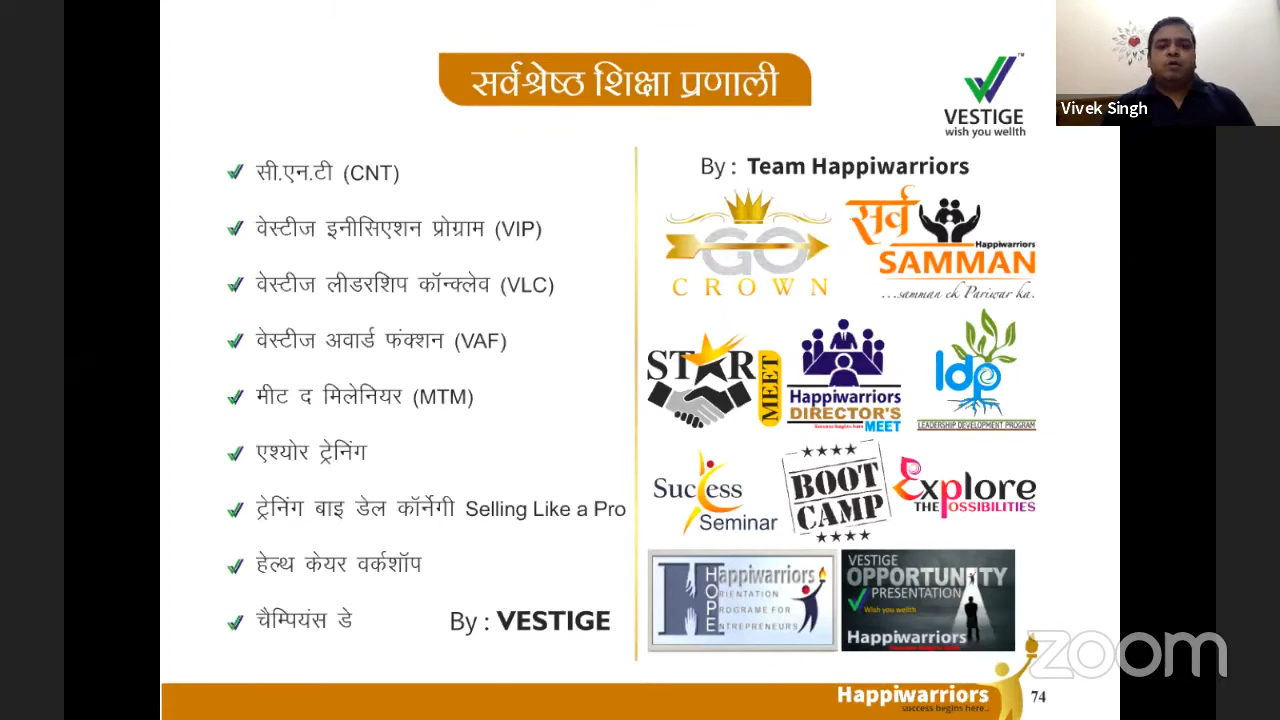 सर्वश्रेष्ठ शिक्षा प्रणाली
VESTIGE
wish you wellth
Vivek Singh
सी.एन.टी (CNT)
वेस्टीज इनीसिएशन प्रोग्राम (VIP)
वेस्टीज लीडरशिप कॉन्क्लेव (VLC)
वेस्टीज अवार्ड फंक्शन (VAF)
मीट द मिलेनियर (MTM)
एश्योर ट्रेनिंग
ट्रेनिंग बाइ डेल कॉर्नेगी Selling Like a Pro
हेल्थ केयर वर्कशॉप
चैम्पियंस डे
By : VESTIGE
By : Team Happiwarriors
GO
CROWN
सर्व
Happiwarriors
SAMMAN
...samman ek Pariwar ka.
STAR
MEET
Happiwarriors
DIRECTOR'S
Success begins here
MEET
ldp
LEADERSHIP DEVELOPMENT PROGRAM
Success
Seminar
BOOT
CAMP
Explore
THE POSSIBILITIES
HOPE
Happiwarriors
ORIENTATION
PROGRAME FOR
ENTREPRENEURS
VESTIGE
OPPORTUNITY
PRESENTATION
Wish you wellth
Happiwarriors
zoom
Happiwarriors
success begins here..
74